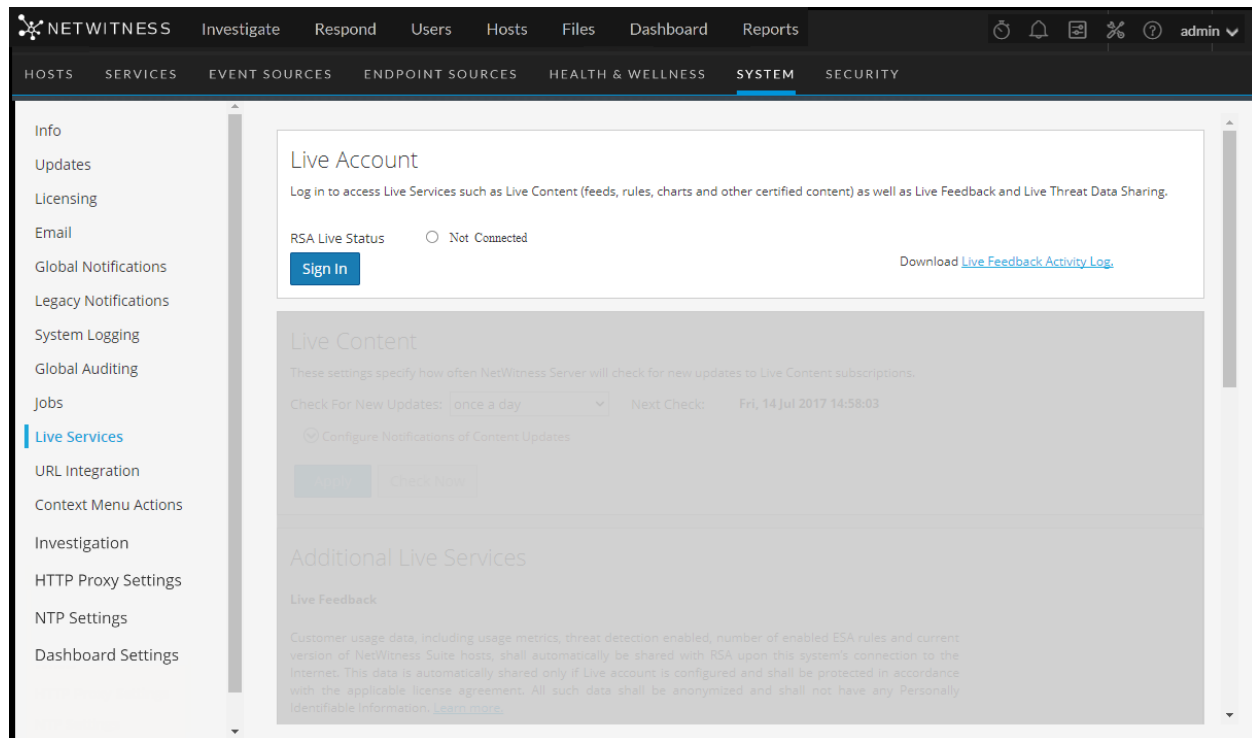 NETWITNESS Investigate Respond Users Hosts Files Dashboard Reports admin
HOSTS SERVICES EVENT SOURCES ENDPOINT SOURCES HEALTH & WELLNESS SYSTEM SECURITY
Info
Updates
Licensing
Email
Global Notifications
Legacy Notifications
System Logging
Global Auditing
Jobs
Live Services
URL Integration
Context Menu Actions
Investigation
HTTP Proxy Settings
NTP Settings
Dashboard Settings
Live Account
Log in to access Live Services such as Live Content (feeds, rules, charts and other certified content) as well as Live Feedback and Live Threat Data Sharing.
RSA Live Status Not Connected
Sign In
Download Live Feedback Activity Log.
Live Content
These settings specify how often NetWitness Server will check for new updates to Live Content subscriptions.
Check For New Updates: once a day Next Check: Fri, 14 Jul 2017 14:58:03
Configure Notifications of Content Updates
Apply Check Now
Additional Live Services
Live Feedback
Customer usage data, including usage metrics, threat detection enabled, number of enabled ESA rules and current
version of NetWitness Suite hosts, shall automatically be shared with RSA upon this system's connection to the
Internet. This data is automatically shared only if Live account is configured and shall be protected in accordance
with the applicable license agreement. All such data shall be anonymized and shall not have any Personally
Identifiable Information. Learn more.